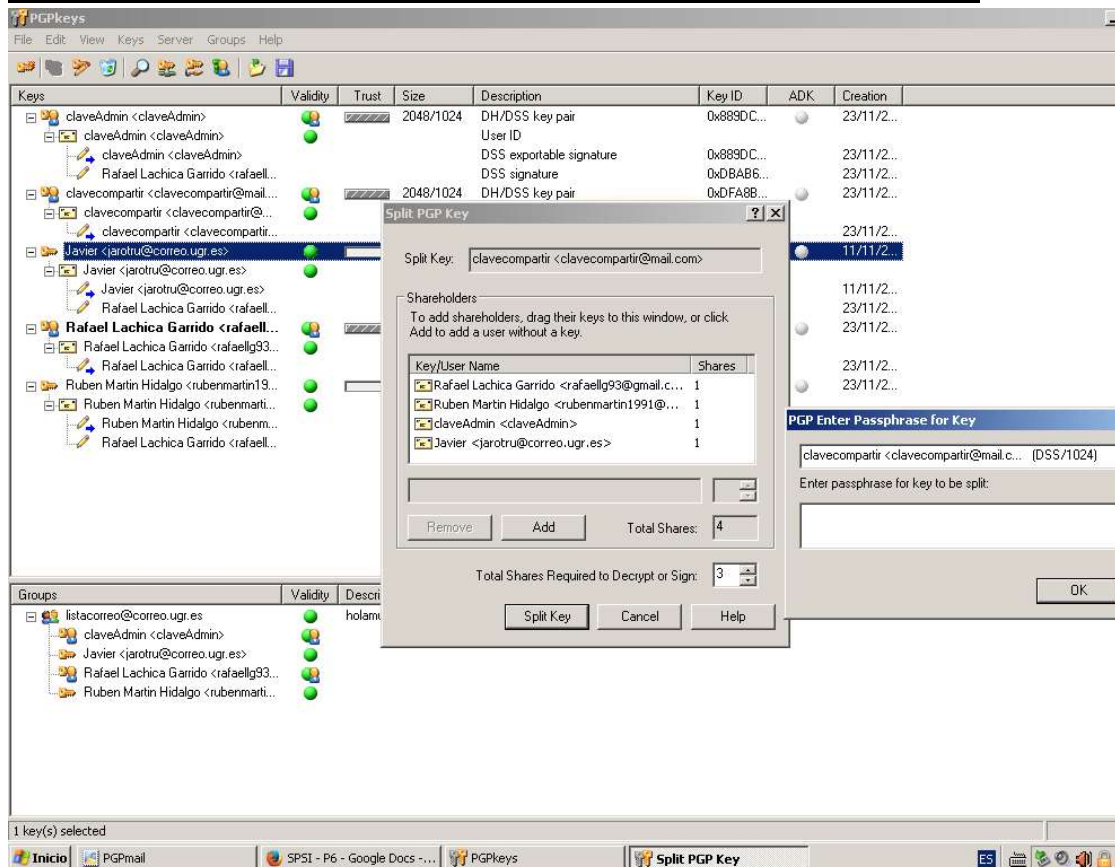 PGPkeys
File Edit View Keys Server Groups Help
Keys Validity Trust Size Description Key ID ADK Creation
claveAdmin <claveAdmin> 2048/1024 DH/DSS key pair 0x889DC... 23/11/2...
claveAdmin <claveAdmin> User ID
claveAdmin <claveAdmin> DSS exportable signature 0x889DC... 23/11/2...
Rafael Lachica Garrido <rafaell... DSS signature 0xDBAB6... 23/11/2...
clavecompartir <clavecompartir@mail.... 2048/1024 DH/DSS key pair 0xDFA8B... 23/11/2...
clavecompartir <clavecompartir@...
clavecompartir <clavecompartir... 23/11/2...
Javier <jarotru@correo.ugr.es> 11/11/2...
Javier <jarotru@correo.ugr.es>
Javier <jarotru@correo.ugr.es> 11/11/2...
Rafael Lachica Garrido <rafaell... 23/11/2...
Rafael Lachica Garrido <rafaell... 23/11/2...
Rafael Lachica Garrido <rafaellg93...
Rafael Lachica Garrido <rafaell... 23/11/2...
Ruben Martin Hidalgo <rubenmartin19... 23/11/2...
Ruben Martin Hidalgo <rubenmarti...
Ruben Martin Hidalgo <rubenm...
Rafael Lachica Garrido <rafaell...
Split PGP Key
Split Key: clavecompartir <clavecompartir@mail.com>
Shareholders
To add shareholders, drag their keys to this window, or click
Add to add a user without a key.
Key/User Name Shares
Rafael Lachica Garrido <rafaellg93@gmail.c... 1
Ruben Martin Hidalgo <rubenmartin1991@... 1
claveAdmin <claveAdmin> 1
Javier <jarotru@correo.ugr.es> 1
Remove Add Total Shares: 4
Total Shares Required to Decrypt or Sign: 3
Split Key Cancel Help
PGP Enter Passphrase for Key
clavecompartir <clavecompartir@mail.c... (DSS/1024)
Enter passphrase for key to be split:
OK
Groups Validity Descri
listacorreo@correo.ugr.es holamu
claveAdmin <claveAdmin>
Javier <jarotru@correo.ugr.es>
Rafael Lachica Garrido <rafaellg93...
Ruben Martin Hidalgo <rubenmarti...
1 key(s) selected
Inicio PGPmail SPSI - P6 - Google Docs -... PGPkeys Split PGP Key ES